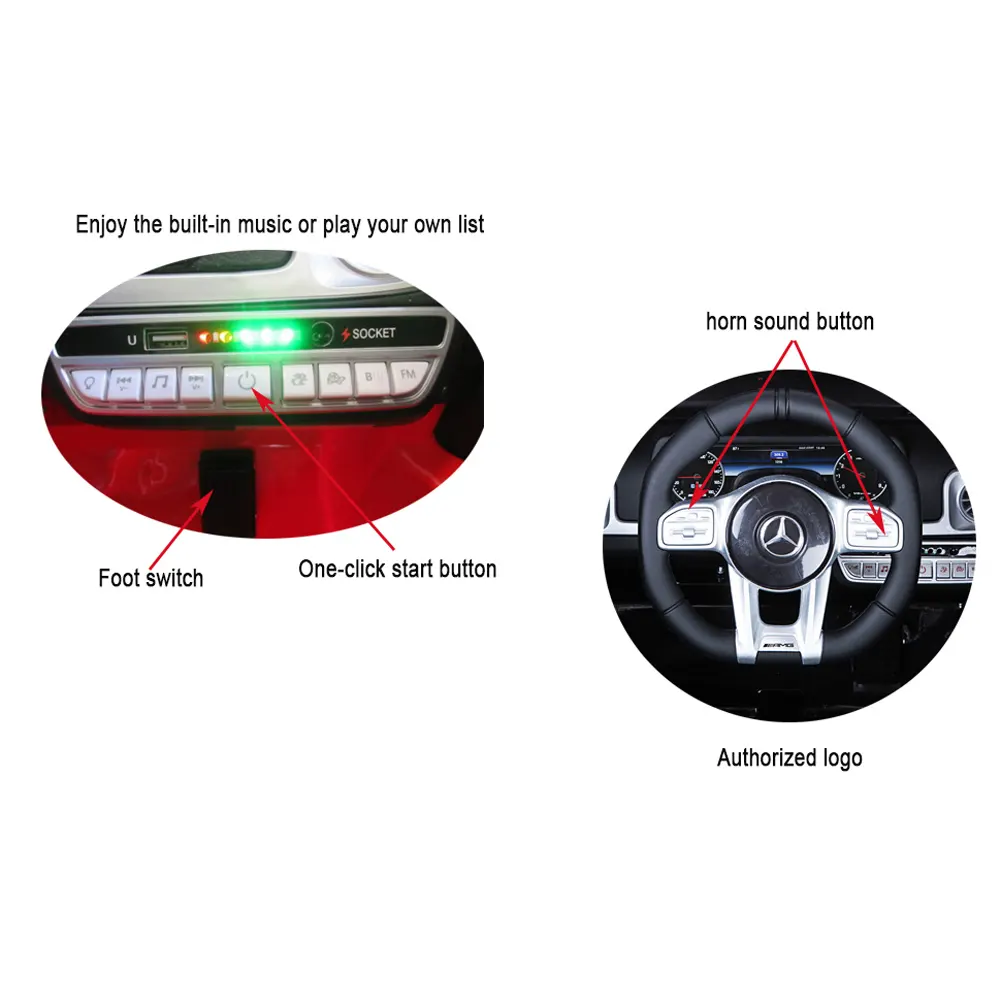 Enjoy the built-in music or play your own list
U SOCKET
V- V+ B FM
Foot switch
One-click start button
horn sound button
AMG
Authorized logo